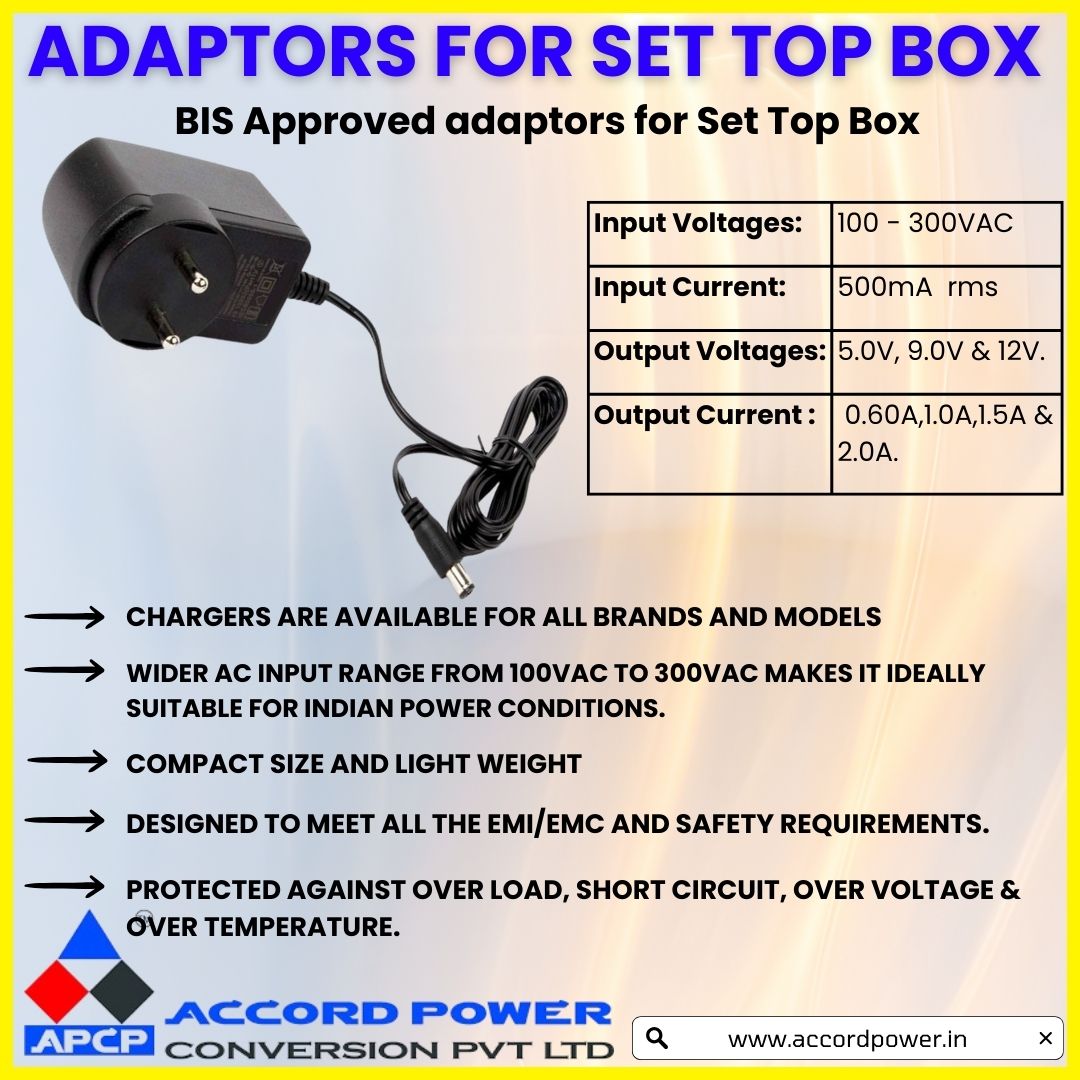 ADAPTORS FOR SET TOP BOX
BIS Approved adaptors for Set Top Box
Input Voltages: 100 - 300VAC
Input Current: 500mA rms
Output Voltages: 5.0V, 9.0V & 12V.
Output Current : 0.60A,1.0A,1.5A &
2.0A.
CHARGERS ARE AVAILABLE FOR ALL BRANDS AND MODELS
WIDER AC INPUT RANGE FROM 100VAC TO 300VAC MAKES IT IDEALLY
SUITABLE FOR INDIAN POWER CONDITIONS.
COMPACT SIZE AND LIGHT WEIGHT
DESIGNED TO MEET ALL THE EMI/EMC AND SAFETY REQUIREMENTS.
PROTECTED AGAINST OVER LOAD, SHORT CIRCUIT, OVER VOLTAGE &
OVER TEMPERATURE.
APCP
ACCORD POWER
CONVERSION PVT LTD
www.accordpower.in